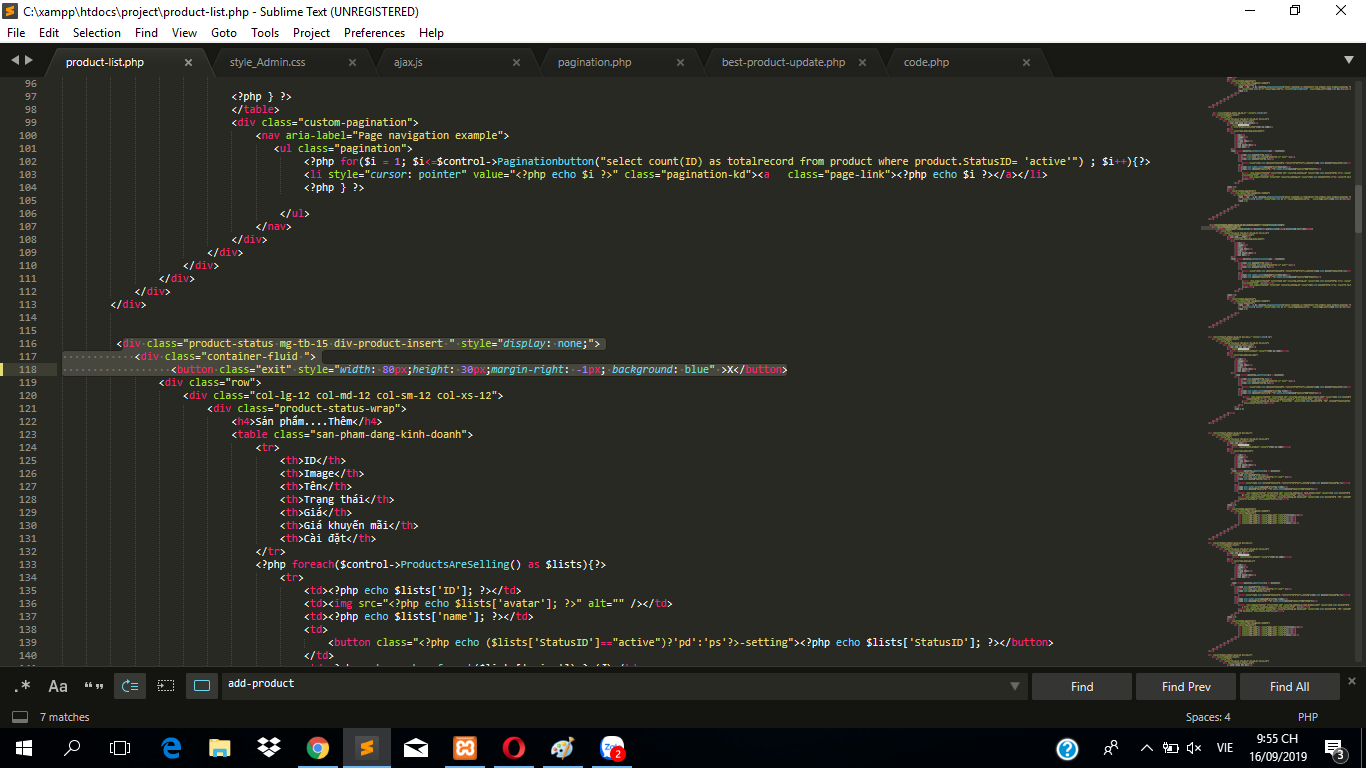 C:\xampp\htdocs\project\product-list.php - Sublime Text (UNREGISTERED)
File Edit Selection Find View Goto Tools Project Preferences Help
product-list.php × style_Admin.css × ajax.js × pagination.php × best-product-update.php × code.php ×
96
97 <?php } ?>
98 </table>
99 <div class="custom-pagination">
100 <nav aria-label="Page navigation example">
101 <ul class="pagination">
102 <?php for($i = 1; $i<=$control->Paginationbutton("select count(ID) as totalrecord from product where product.StatusID= 'active'") ; $i++){?>
103 <li style="cursor: pointer" value="<?php echo $i ?>" class="pagination-kd"><a   class="page-link"><?php echo $i ?></a></li>
104 <?php } ?>
105
106 </ul>
107 </nav>
108 </div>
109 </div>
110 </div>
111 </div>
112 </div>
113 </div>
114
115
116 <div class="product-status mg-tb-15 div-product-insert " style="display: none;">
117 <div class="container-fluid ">
118 <button class="exit" style="width: 80px;height: 30px;margin-right: -1px; background: blue" >X</button>
119 <div class="row">
120 <div class="col-lg-12 col-md-12 col-sm-12 col-xs-12">
121 <div class="product-status-wrap">
122 <h4>Sản phẩm....Thêm</h4>
123 <table class="san-pham-dang-kinh-doanh">
124 <tr>
125 <th>ID</th>
126 <th>Image</th>
127 <th>Tên</th>
128 <th>Trang thái</th>
129 <th>Giá</th>
130 <th>Giá khuyến mãi</th>
131 <th>Cài đặt</th>
132 </tr>
133 <?php foreach($control->ProductsAreSelling() as $lists){?>
134 <tr>
135 <td><?php echo $lists['ID']; ?></td>
136 <td><img src="<?php echo $lists['avatar']; ?>" alt="" /></td>
137 <td><?php echo $lists['name']; ?></td>
138 <td>
139 <button class="<?php echo ($lists['StatusID']=="active")?'pd':'ps'?>-setting"><?php echo $lists['StatusID']; ?></button>
140 </td>
.* Aa “” add-product Find Find Prev Find All ×
7 matches Spaces: 4 PHP
VIE 9:55 CH
16/09/2019
2
3